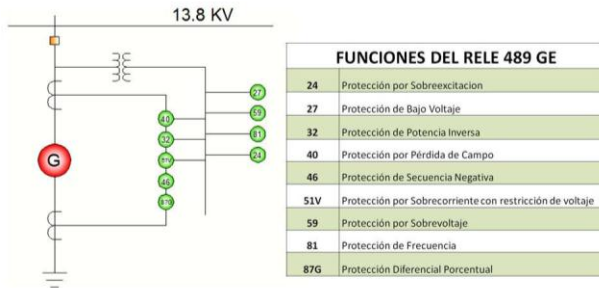 13.8 KV
27
59
81
24
40
32
51V
46
87G
G
FUNCIONES DEL RELE 489 GE
24 Protección por Sobreexcitacion
27 Protección de Bajo Voltaje
32 Protección de Potencia Inversa
40 Protección por Pérdida de Campo
46 Protección de Secuencia Negativa
51V Protección por Sobrecorriente con restricción de voltaje
59 Protección por Sobrevoltaje
81 Protección de Frecuencia
87G Protección Diferencial Porcentual